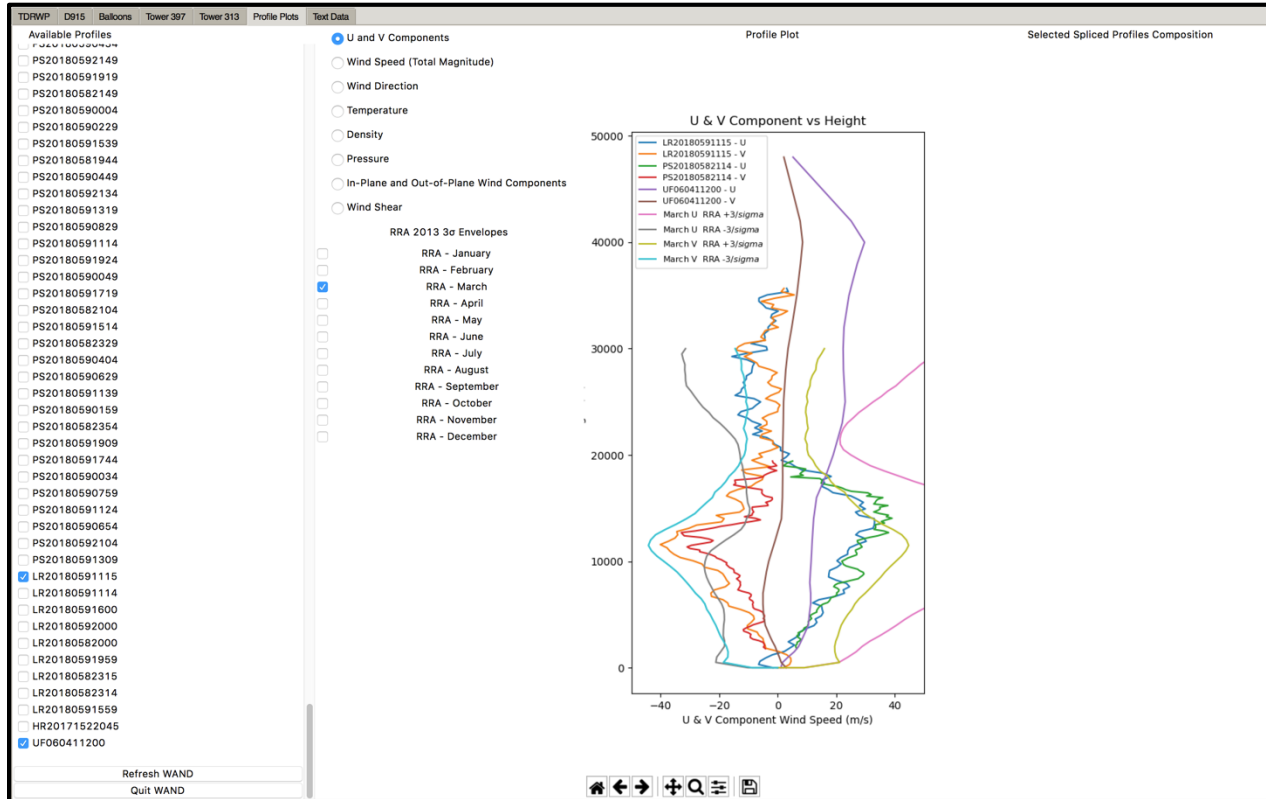 TDRWP D915 Balloons Tower 397 Tower 313 Profile Plots Text Data
Available Profiles
PS20180590434
PS20180592149
PS20180591919
PS20180582149
PS20180590004
PS20180590229
PS20180591539
PS20180581944
PS20180590449
PS20180592134
PS20180591319
PS20180590829
PS20180591114
PS20180591924
PS20180590049
PS20180591719
PS20180582104
PS20180591514
PS20180582329
PS20180590404
PS20180590629
PS20180591139
PS20180590159
PS20180582354
PS20180591909
PS20180591744
PS20180590034
PS20180590759
PS20180591124
PS20180590654
PS20180592104
PS20180591309
LR20180591115
LR20180591114
LR20180591600
LR20180592000
LR20180582000
LR20180591959
LR20180582315
LR20180582314
LR20180591559
HR20171522045
UF060411200
Refresh WAND
Quit WAND
U and V Components
Wind Speed (Total Magnitude)
Wind Direction
Temperature
Density
Pressure
In-Plane and Out-of-Plane Wind Components
Wind Shear
RRA 2013 3σ Envelopes
RRA - January
RRA - February
RRA - March
RRA - April
RRA - May
RRA - June
RRA - July
RRA - August
RRA - September
RRA - October
RRA - November
RRA - December
Profile Plot
U & V Component vs Height
50000
40000
30000
20000
10000
0
LR20180591115 - U
LR20180591115 - V
PS20180582114 - U
PS20180582114 - V
UF060411200 - U
UF060411200 - V
March U RRA +3/sigma
March U RRA -3/sigma
March V RRA +3/sigma
March V RRA -3/sigma
−40 −20 0 20 40
U & V Component Wind Speed (m/s)
Selected Spliced Profiles Composition